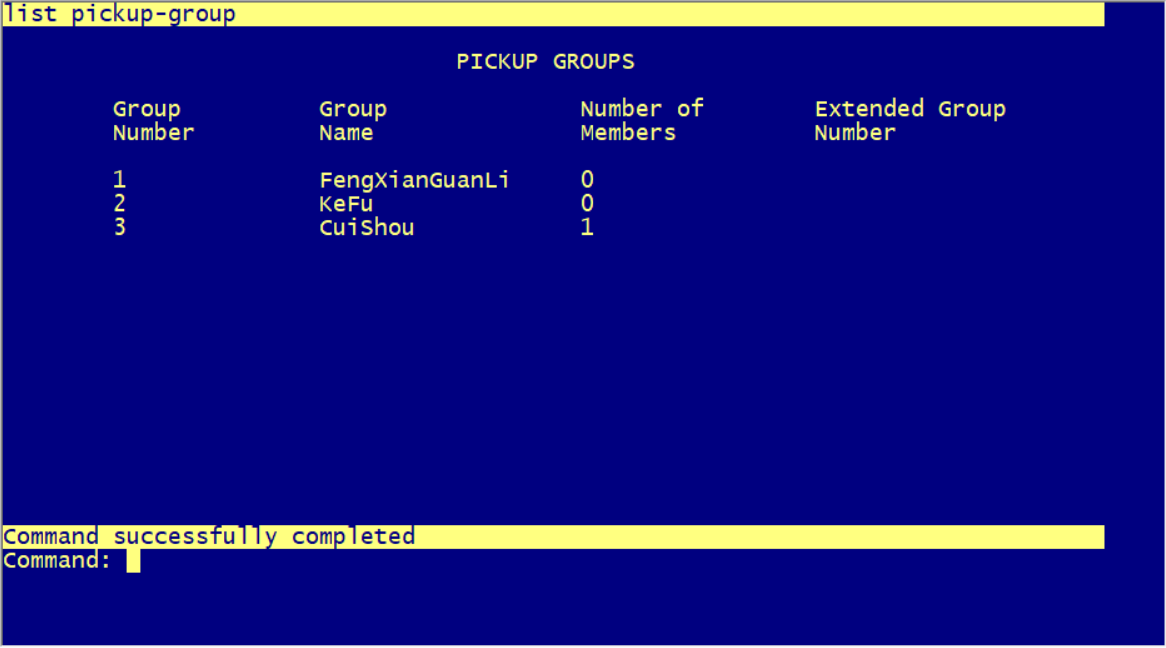 list pickup-group
PICKUP GROUPS
Group Group Number of Extended Group
Number Name Members Number
1 FengXianGuanLi 0
2 KeFu 0
3 CuiShou 1
Command successfully completed
Command: